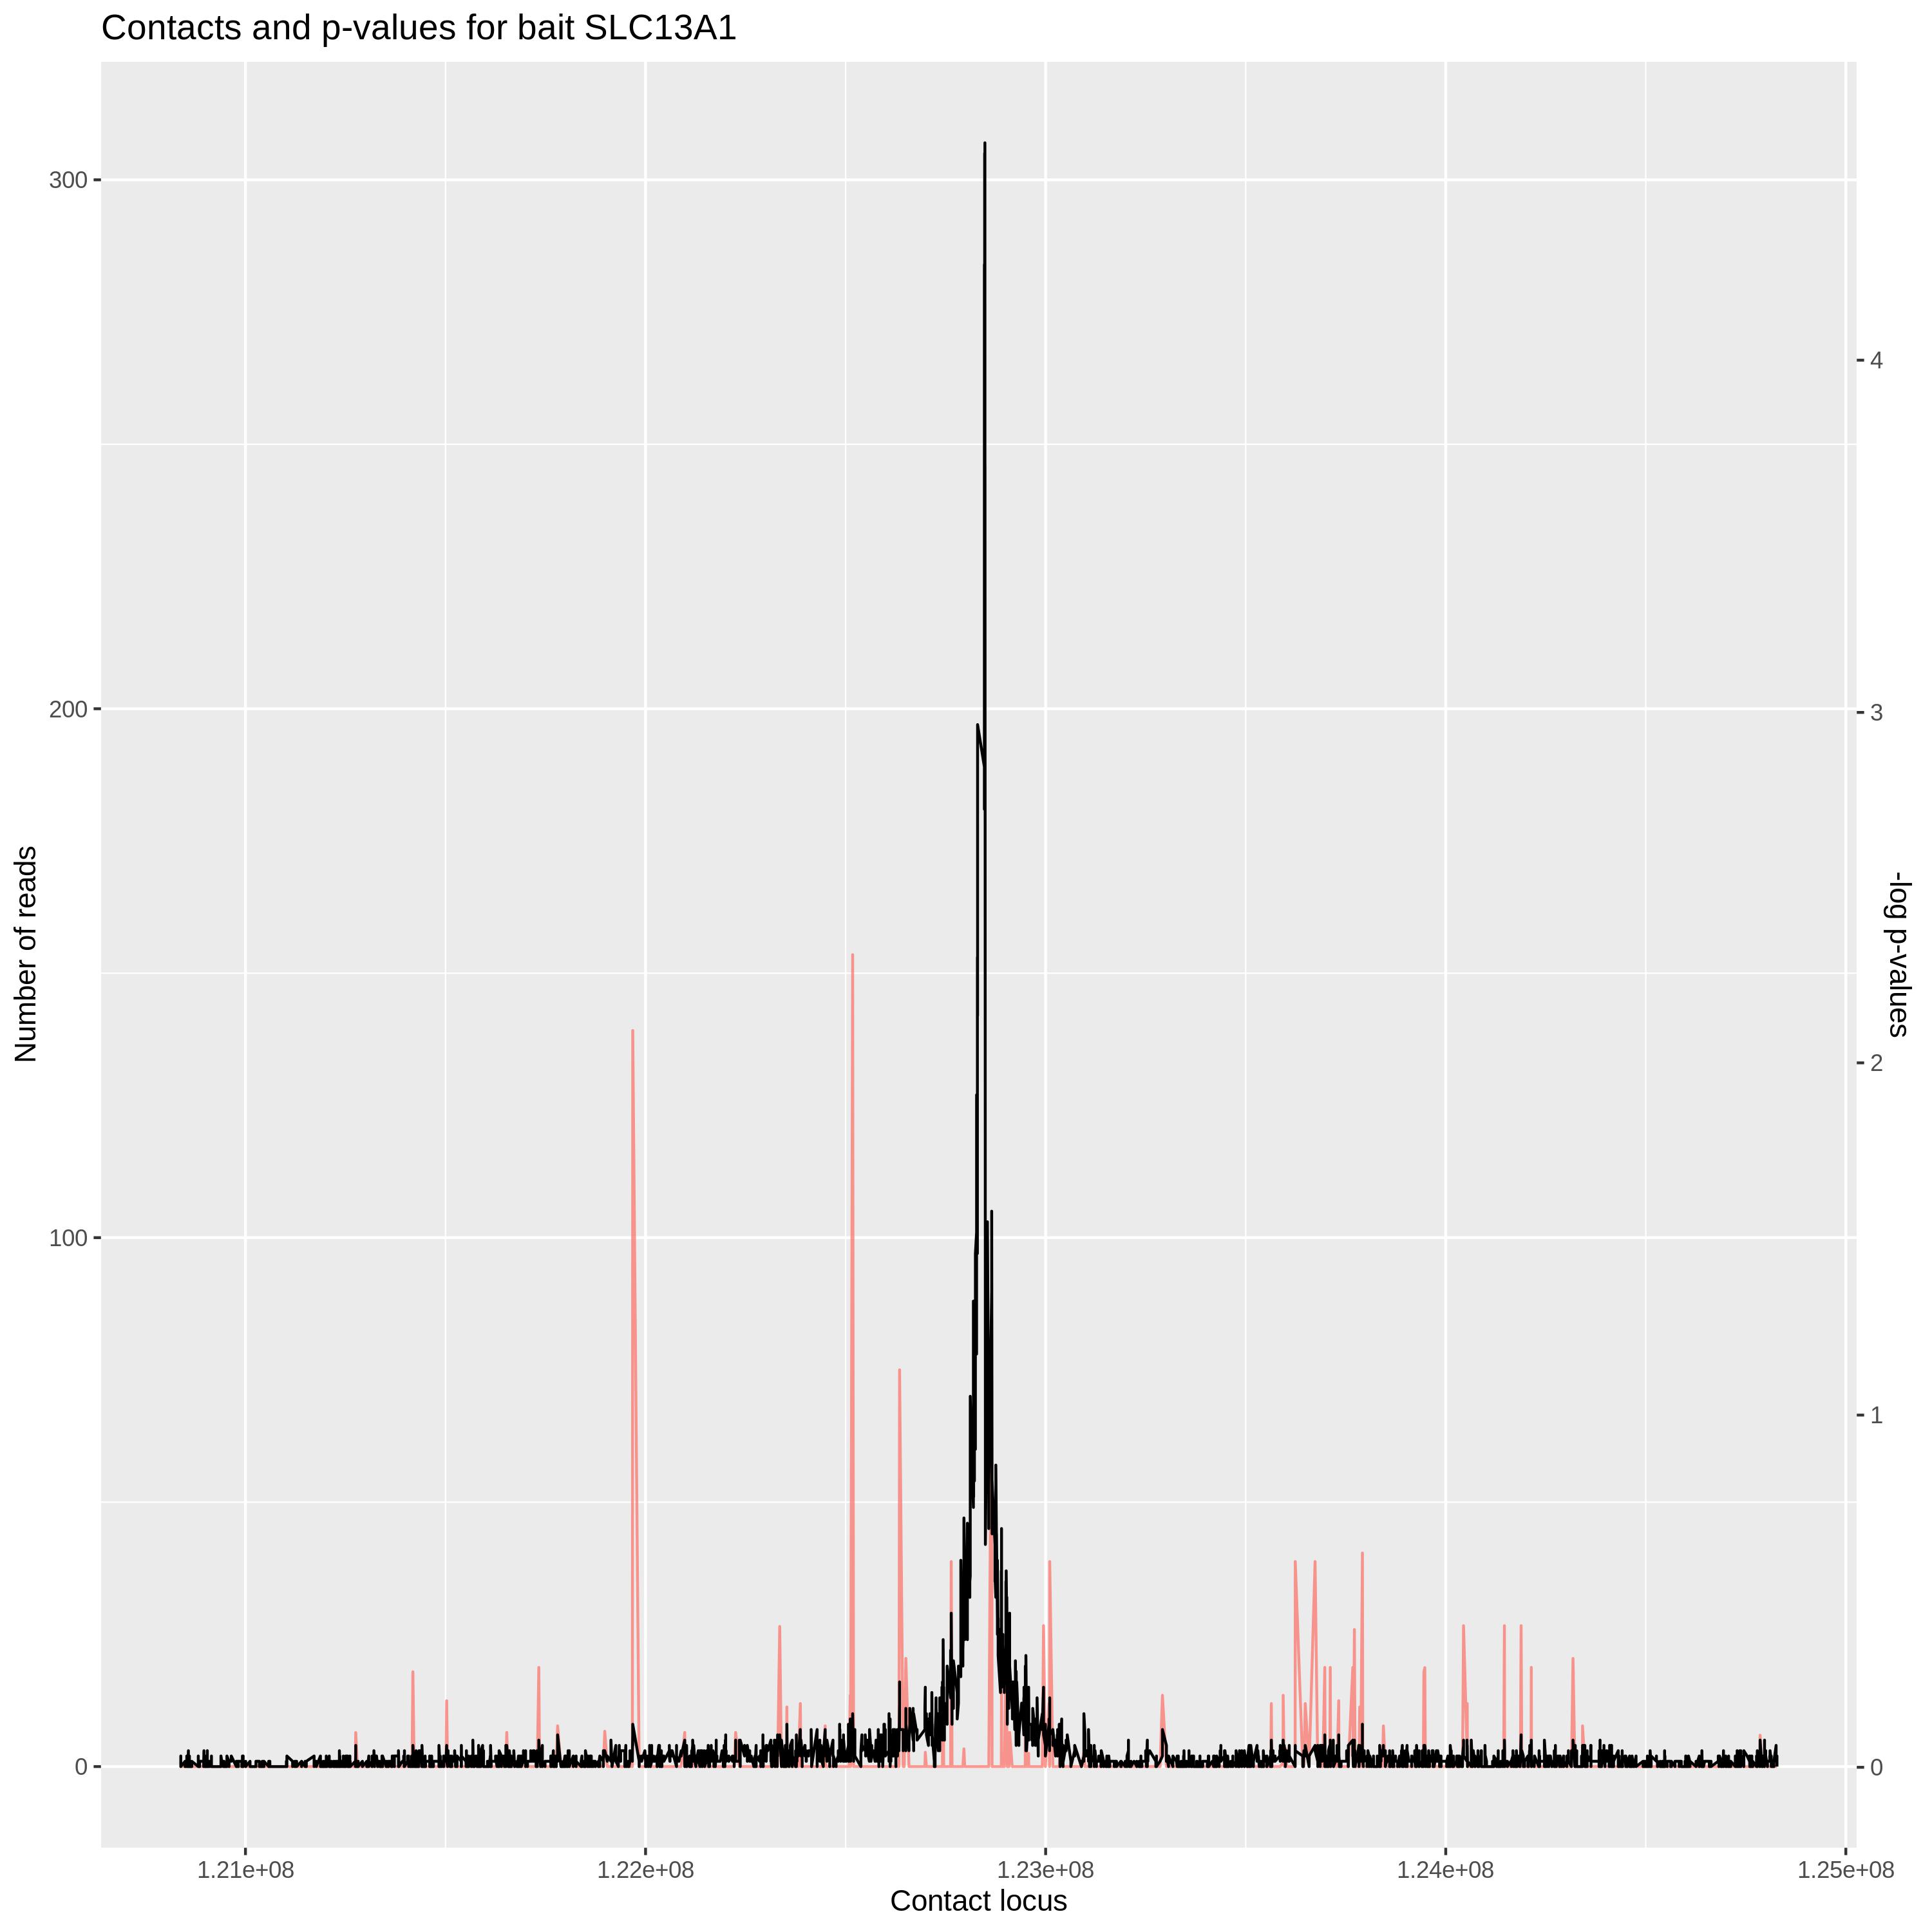 Contacts and p-values for bait SLC13A1
300
200
100
0
Number of reads
4
3
2
1
0
-log p-values
1.21e+08
1.22e+08
1.23e+08
1.24e+08
1.25e+08
Contact locus